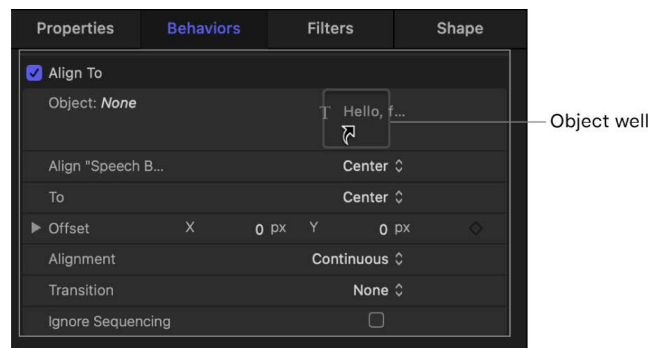 Properties Behaviors Filters Shape
Align To
Object: None T Hello, f...
Object well
Align "Speech B... Center
To Center
Offset X 0 px Y 0 px
Alignment Continuous
Transition None
Ignore Sequencing